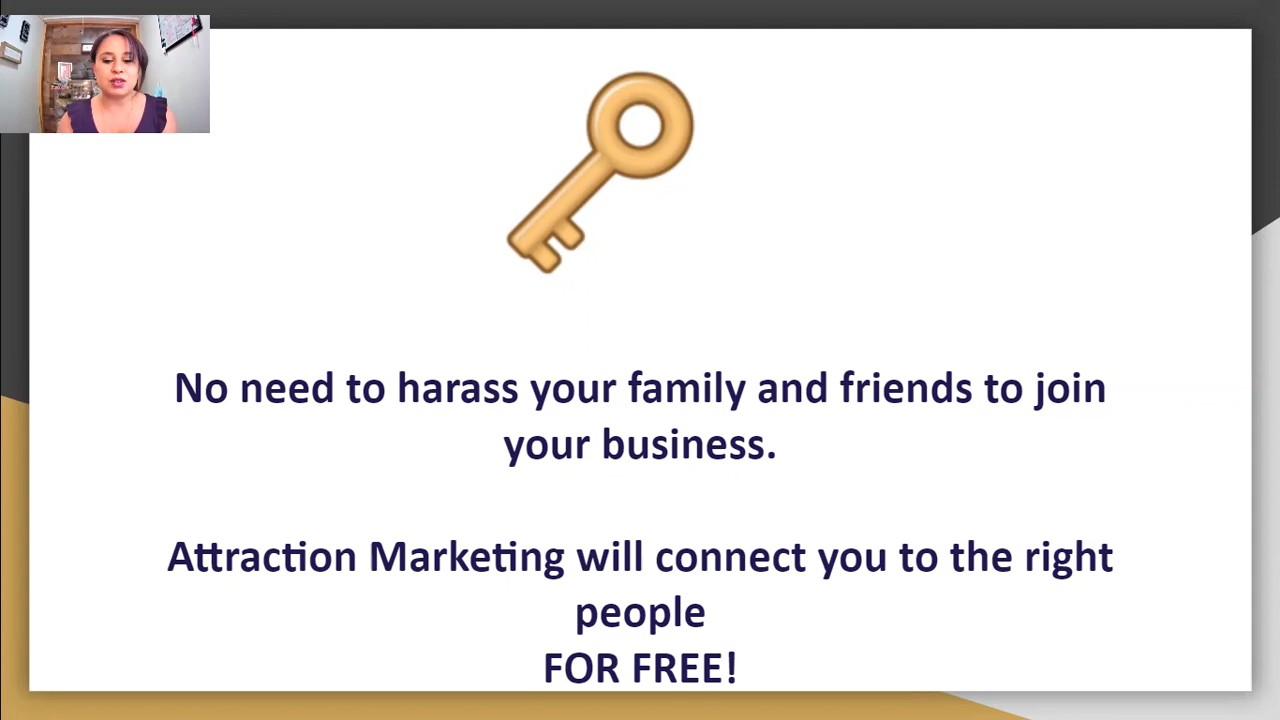 No need to harass your family and friends to join
your business.
Attraction Marketing will connect you to the right
people
FOR FREE!